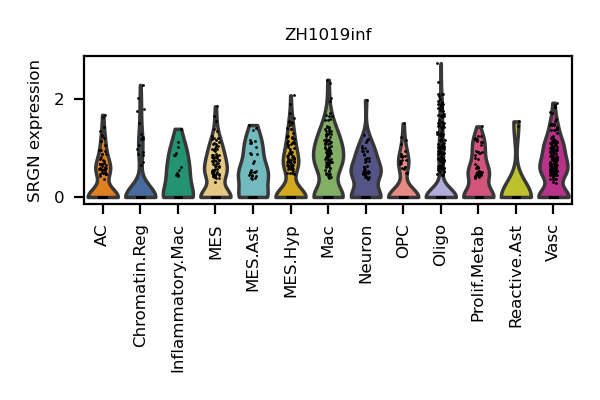 ZH1019inf
SRGN expression
2
0
AC
Chromatin.Reg
Inflammatory.Mac
MES
MES.Ast
MES.Hyp
Mac
Neuron
OPC
Oligo
Prolif.Metab
Reactive.Ast
Vasc